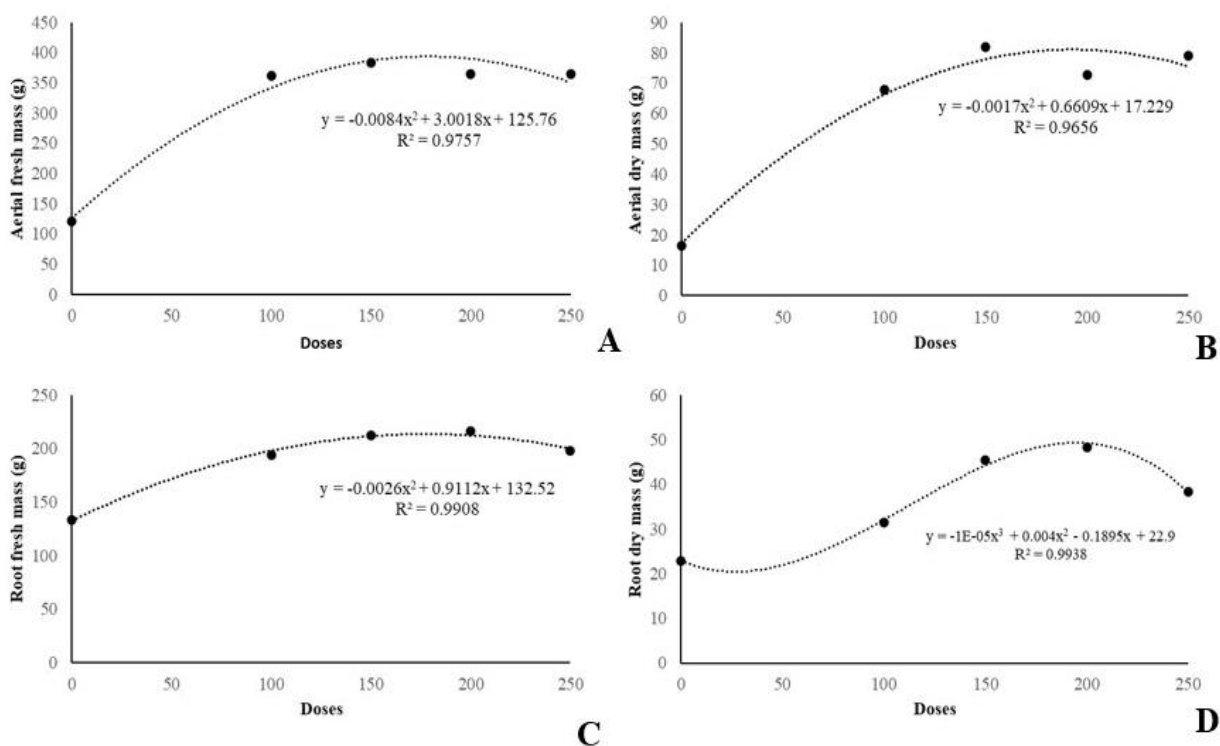 Aerial fresh mass (g)
450
400
350
300
250
200
150
100
50
0
y = -0.0084x² + 3.0018x + 125.76
R² = 0.9757
0 50 100 150 200 250
Doses
A
Aerial dry mass (g)
90
80
70
60
50
40
30
20
10
0
y = -0.0017x² + 0.6609x + 17.229
R² = 0.9656
0 50 100 150 200 250
Doses
B
Root fresh mass (g)
250
200
150
100
50
0
y = -0.0026x² + 0.9112x + 132.52
R² = 0.9908
0 50 100 150 200 250
Doses
C
Root dry mass (g)
60
50
40
30
20
10
0
y = -1E-05x³ + 0.004x² - 0.1895x + 22.9
R² = 0.9938
0 50 100 150 200 250
Doses
D